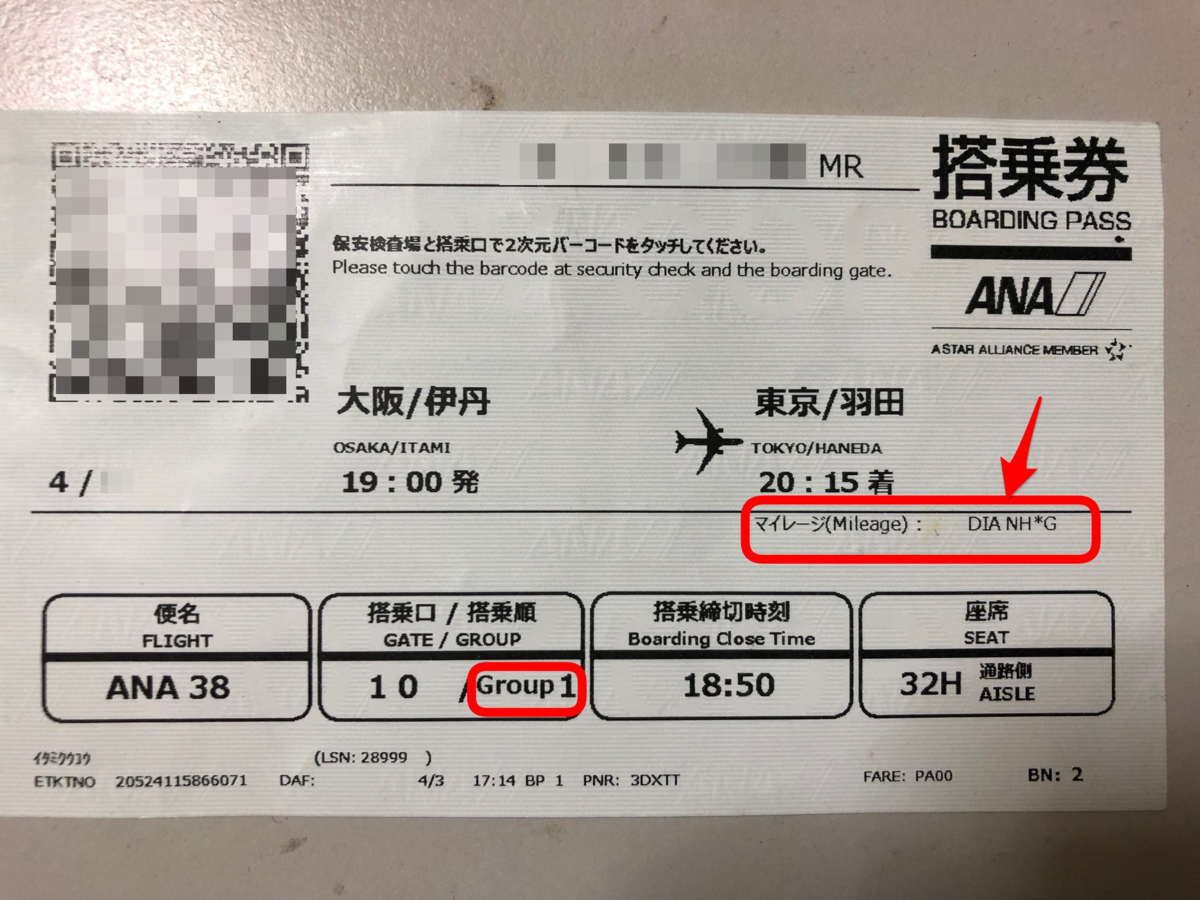 MR
搭乗券
BOARDING PASS
保安検査場と搭乗口で2次元バーコードをタッチしてください。
Please touch the barcode at security check and the boarding gate.
ANA
A STAR ALLIANCE MEMBER
大阪/伊丹
東京/羽田
OSAKA/ITAMI
TOKYO/HANEDA
4 /
19:00 発
20:15 着
マイレージ(Mileage) : DIA NH*G
便名
FLIGHT
ANA 38
搭乗口 / 搭乗順
GATE / GROUP
10 /Group 1
搭乗締切時刻
Boarding Close Time
18:50
座席
SEAT
32H 通路側
AISLE
イタミクウコウ (LSN: 28999 )
ETKTNO 20524115866071 DAF: 4/3 17:14 BP 1 PNR: 3DXTT FARE: PA00 BN: 2